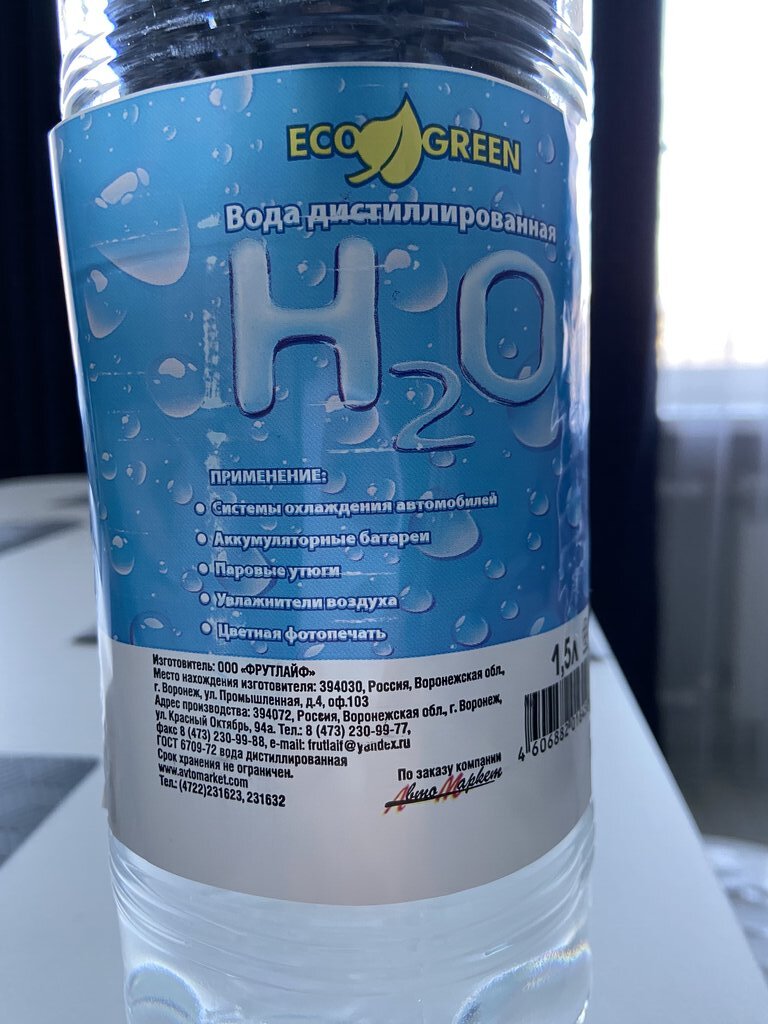 ECO GREEN
Вода дистиллированная
H2O
ПРИМЕНЕНИЕ:
Системы охлаждения автомобилей
Аккумуляторные батареи
Паровые утюги
Увлажнители воздуха
Цветная фотопечать
Изготовитель: ООО «ФРУТЛАЙФ»
Место нахождения изготовителя: 394030, Россия, Воронежская обл.,
г. Воронеж, ул. Промышленная, д.4, оф.103
Адрес производства: 394072, Россия, Воронежская обл., г. Воронеж,
ул. Красный Октябрь, 94а. Тел.: 8 (473) 230-99-77,
факс 8 (473) 230-99-88, e-mail: frutlaif@yandex.ru
ГОСТ 6709-72 вода дистиллированная
Срок хранения не ограничен.
www.avtomarket.com
Тел.: (4722)231623, 231632
1,5л
По заказу компании
АвтоМаркет